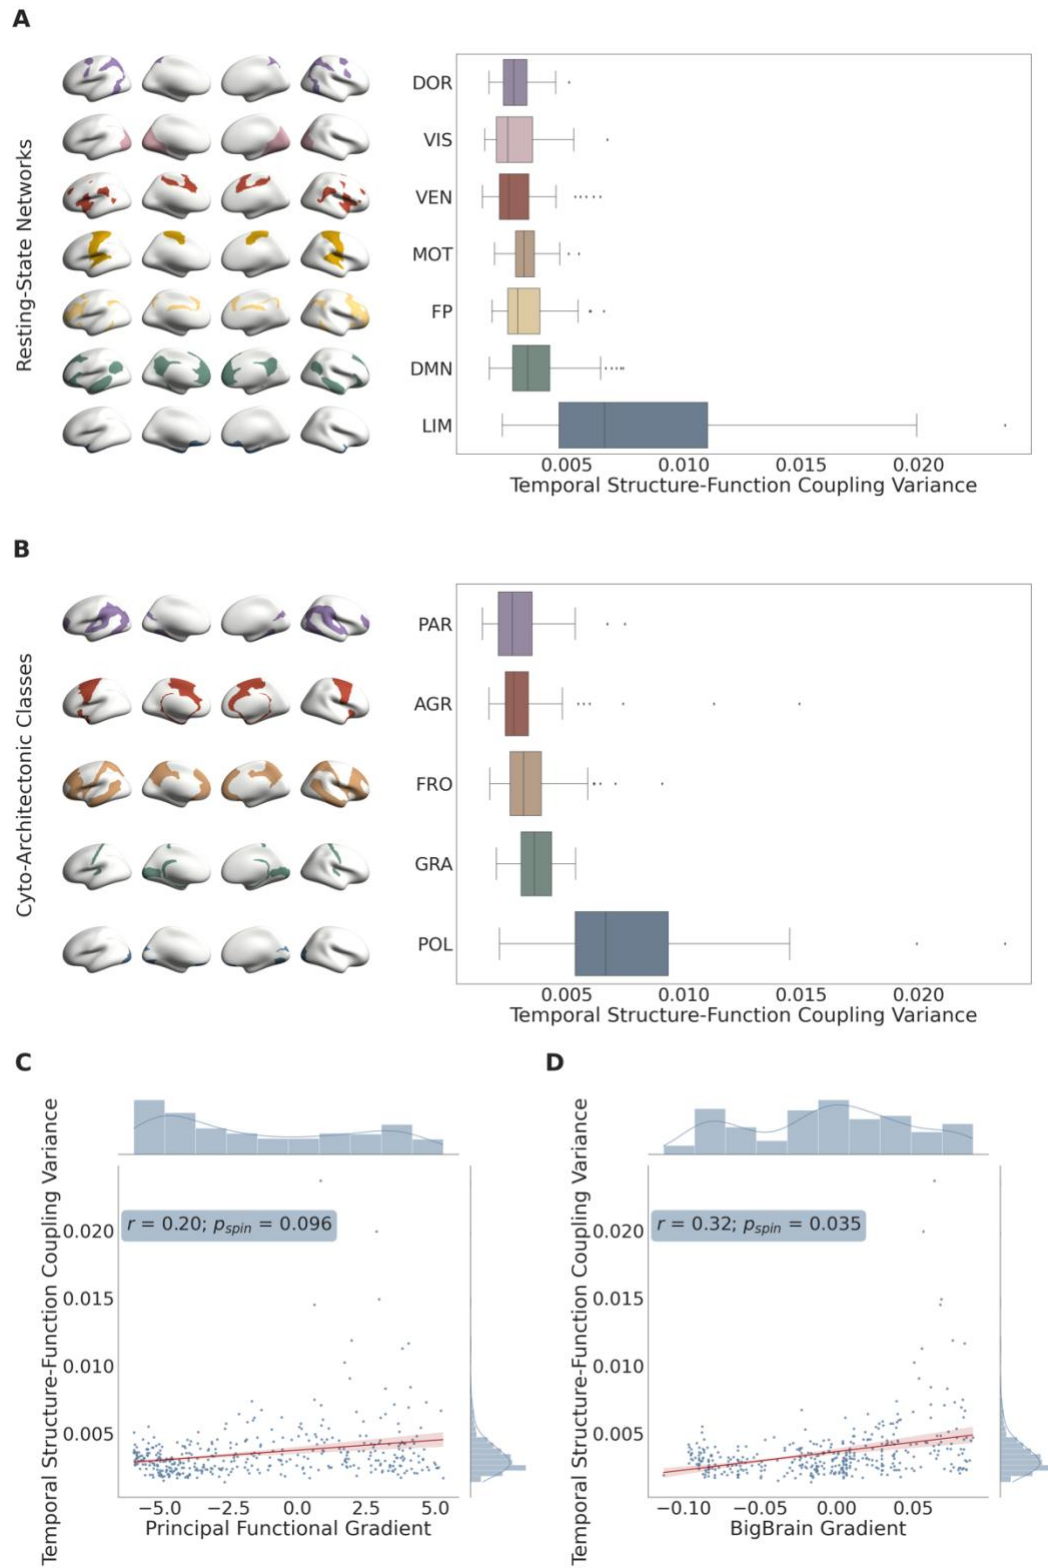 A
Resting-State Networks
DOR
VIS
VEN
MOT
FP
DMN
LIM
0.005 0.010 0.015 0.020
Temporal Structure-Function Coupling Variance
B
Cyto-Architectonic Classes
PAR
AGR
FRO
GRA
POL
0.005 0.010 0.015 0.020
Temporal Structure-Function Coupling Variance
C
Temporal Structure-Function Coupling Variance
r = 0.20; p_spin = 0.096
0.020
0.015
0.010
0.005
−5.0 −2.5 0.0 2.5 5.0
Principal Functional Gradient
D
Temporal Structure-Function Coupling Variance
r = 0.32; p_spin = 0.035
0.020
0.015
0.010
0.005
−0.10 −0.05 0.00 0.05
BigBrain Gradient